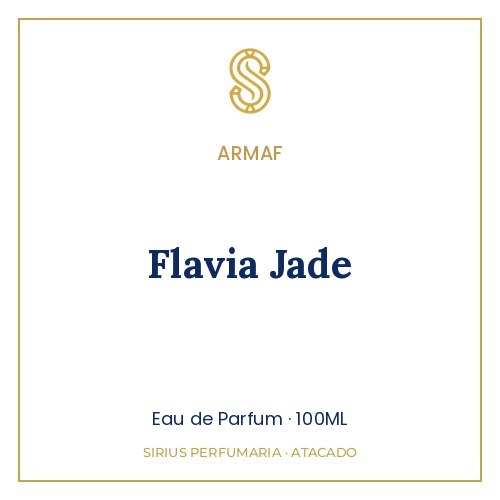 ARMAF
Flavia Jade
Eau de Parfum · 100ML
SIRIUS PERFUMARIA · ATACADO